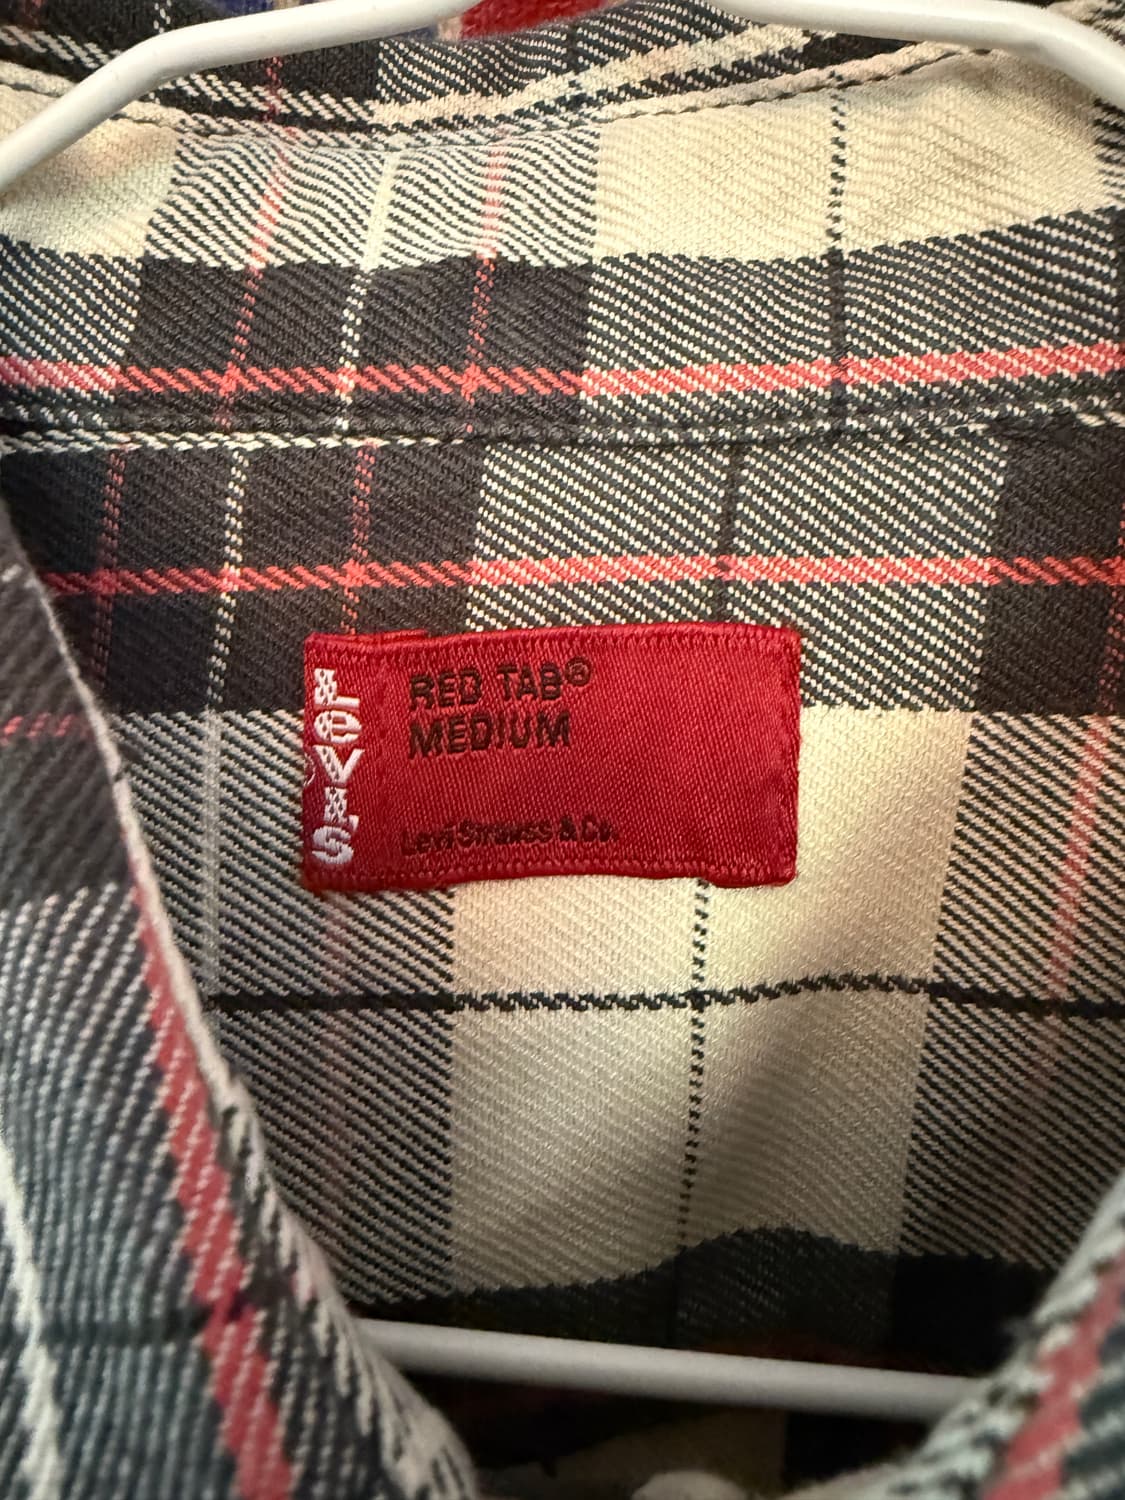 LEVI'S
RED TAB®
MEDIUM
Levi Strauss & Co.